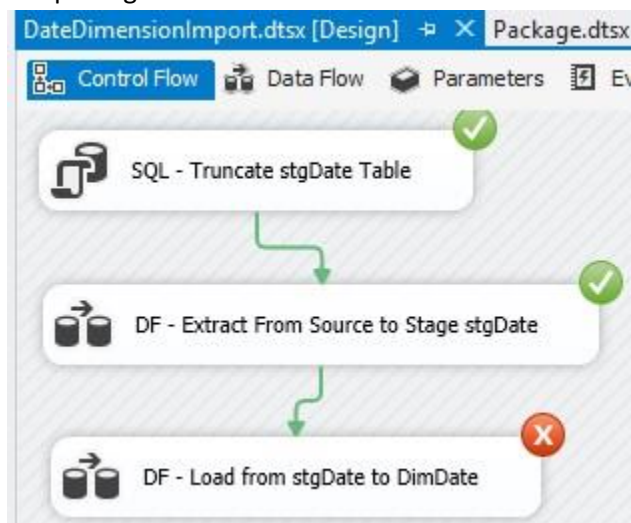 DateDimensionImport.dtsx [Design] Package.dtsx
Control Flow Data Flow Parameters Ev
SQL - Truncate stgDate Table
DF - Extract From Source to Stage stgDate
DF - Load from stgDate to DimDate